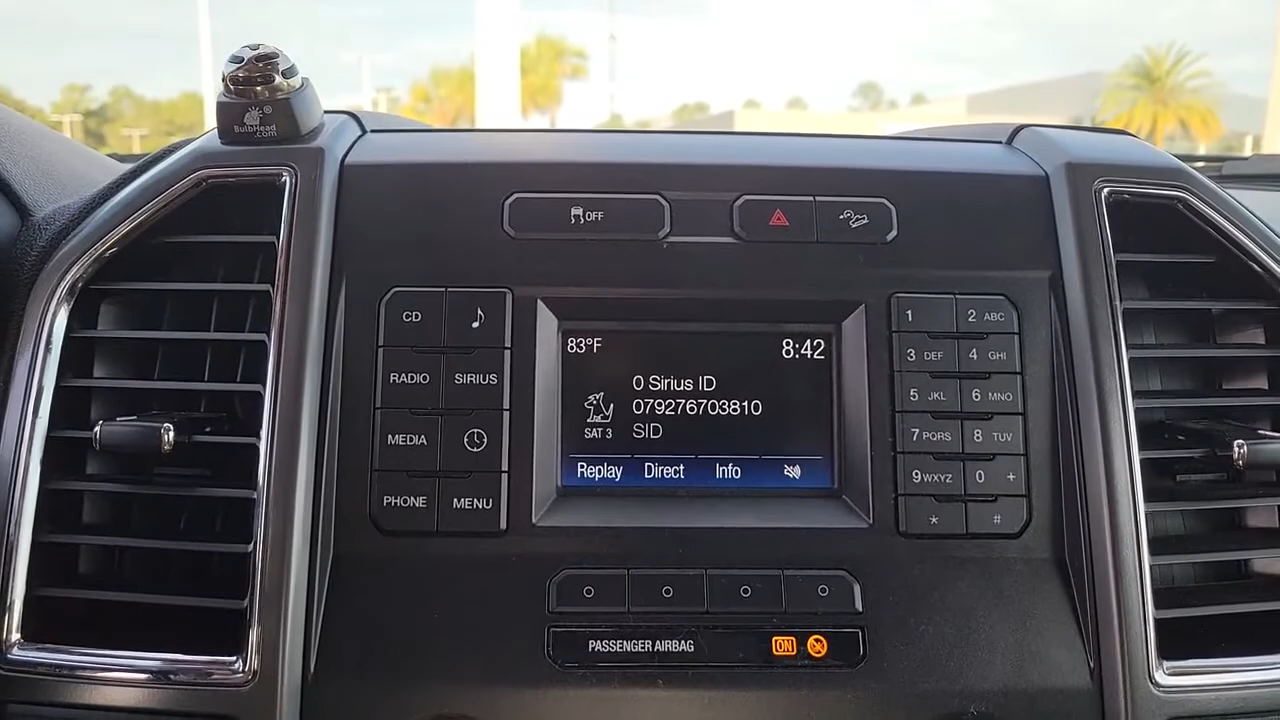 BulbHead®
.com
OFF
CD
RADIO
SIRIUS
MEDIA
PHONE
MENU
83°F
8:42
0 Sirius ID
079276703810
SAT 3
SID
Replay Direct Info
1
2 ABC
3 DEF
4 GHI
5 JKL
6 MNO
7 PQRS
8 TUV
9 WXYZ
0 +
*
#
PASSENGER AIRBAG
ON